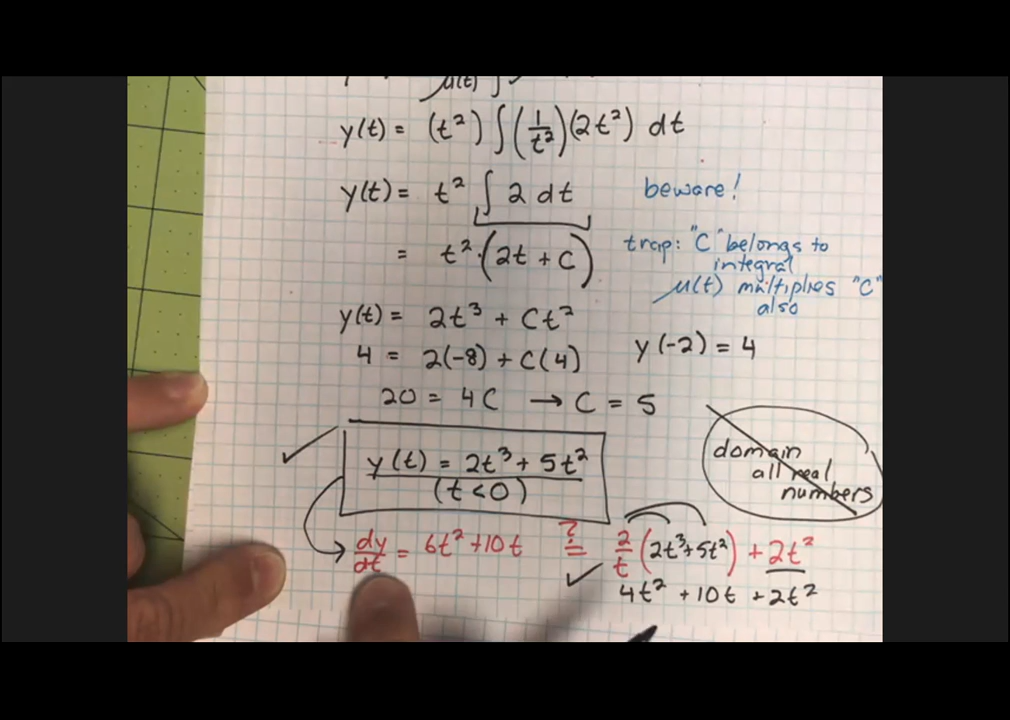 μ(t) ∫
y(t) = (t²) ∫ (1/t²)(2t²) dt
y(t) = t² ∫ 2 dt
beware!
= t²·(2t + C)
trap: "C" belongs to
integral
μ(t) multiplies "C"
also
y(t) = 2t³ + Ct²
y(-2) = 4
4 = 2(-8) + C(4)
20 = 4C → C = 5
domain
all real
numbers
y(t) = 2t³ + 5t²
(t < 0)
dy/dt = 6t² + 10t ≟ 2/t (2t³ + 5t²) + 2t²
4t² + 10t + 2t²